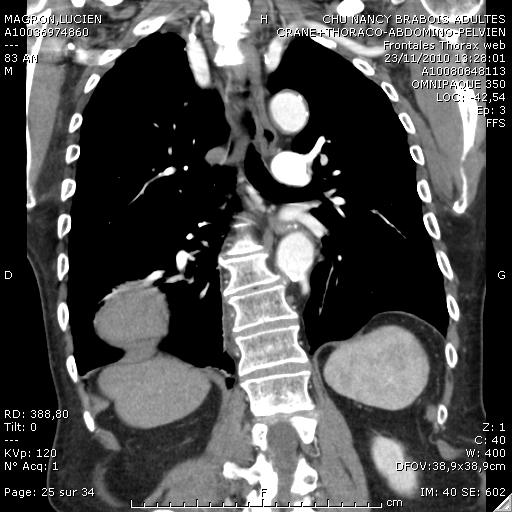 MAGRON,LUCIEN
A10036974860
---
83 AN
M
H
CHU NANCY BRABOIS ADULTES
CRANE+THORACO-ABDOMINO-PELVIEN
Frontales Thorax web
23/11/2010 13:28:01
A10080848113
OMNIPAQUE 350
LOC: -42,54
Ep: 3
FFS
D
G
RD: 388,80
Tilt: 0
---
KVp: 120
N° Acq: 1
Page: 25 sur 34
F
cm
Z: 1
C: 40
W: 400
DFOV:38,9x38,9cm
IM: 40 SE: 602